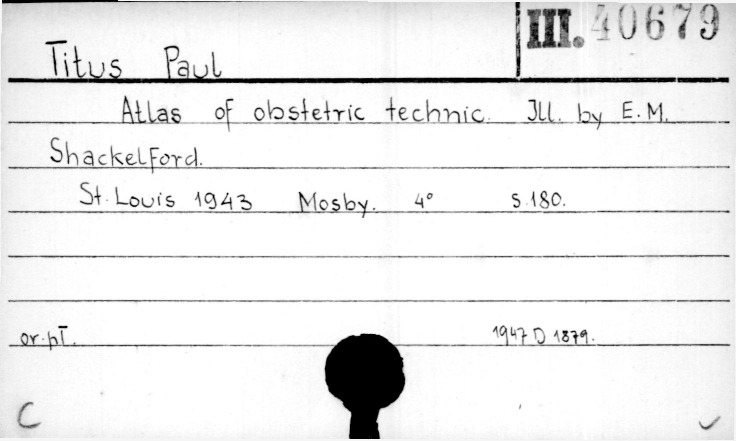 III. 40679
Titus Paul
Atlas of obstetric technic. Ill. by E.M.
Shackelford.
St. Louis 1943 Mosby. 4° S.180.
or.pT. 1947 D 1879.
C